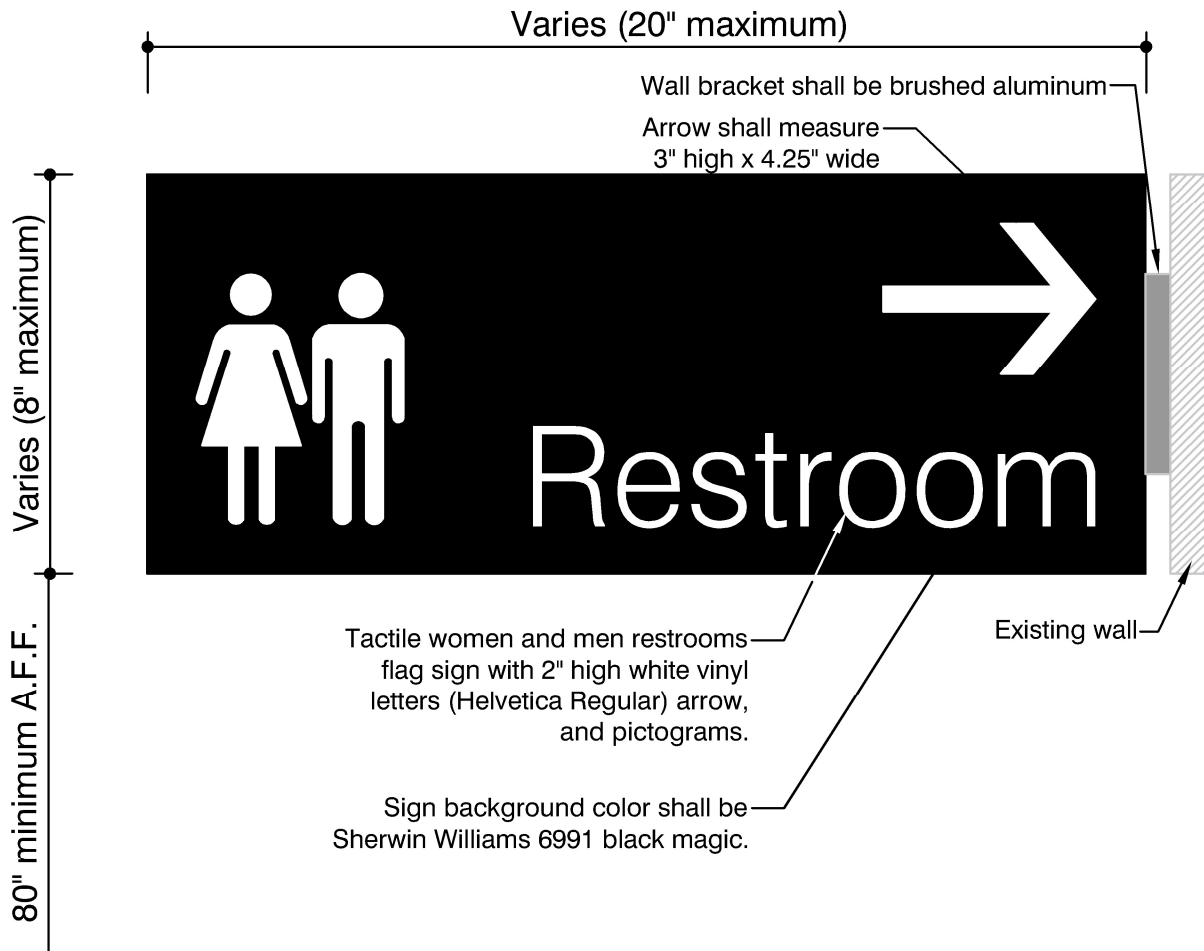 Varies (20" maximum)
Wall bracket shall be brushed aluminum
Arrow shall measure
3" high x 4.25" wide
Varies (8" maximum)
Restroom
Existing wall
Tactile women and men restrooms
flag sign with 2" high white vinyl
letters (Helvetica Regular) arrow,
and pictograms.
80" minimum A.F.F.
Sign background color shall be
Sherwin Williams 6991 black magic.